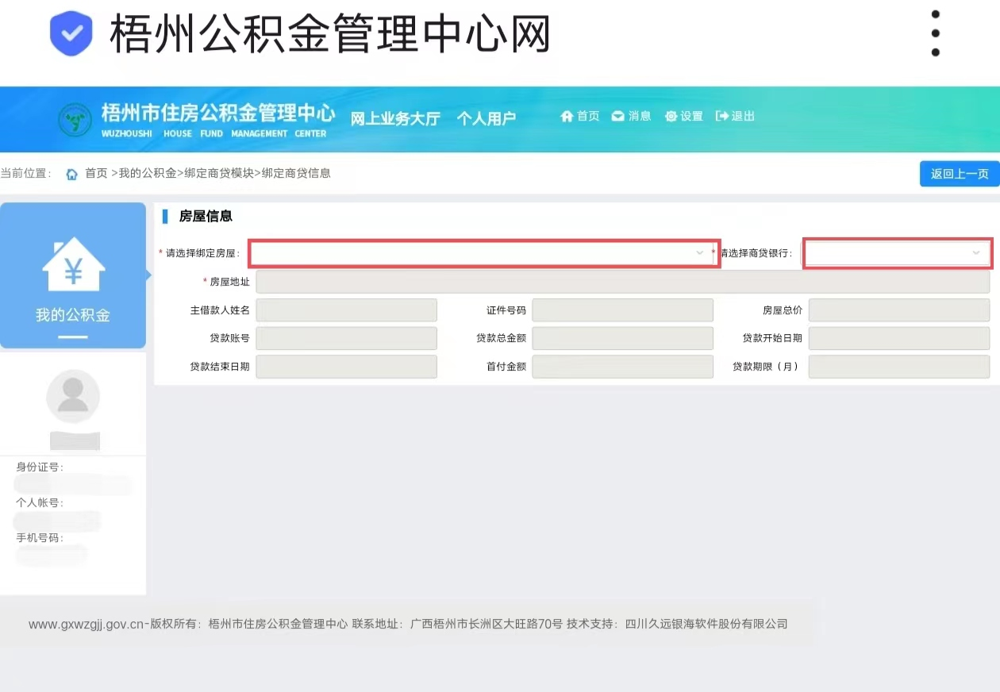 梧州公积金管理中心网
梧州市住房公积金管理中心 网上业务大厅 个人用户 首页 消息 设置 退出
WUZHOUSHI HOUSE FUND MANAGEMENT CENTER
当前位置： 首页 >我的公积金>绑定商贷模块>绑定商贷信息 返回上一页
房屋信息
* 请选择绑定房屋： * 请选择商贷银行：
* 房屋地址
主借款人姓名 证件号码 房屋总价
贷款账号 贷款总金额 贷款开始日期
贷款结束日期 首付金额 贷款期限（月）
¥
我的公积金
身份证号：
个人帐号：
手机号码：
www.gxwzgjj.gov.cn-版权所有：梧州市住房公积金管理中心 联系地址：广西梧州市长洲区大旺路70号 技术支持：四川久远银海软件股份有限公司